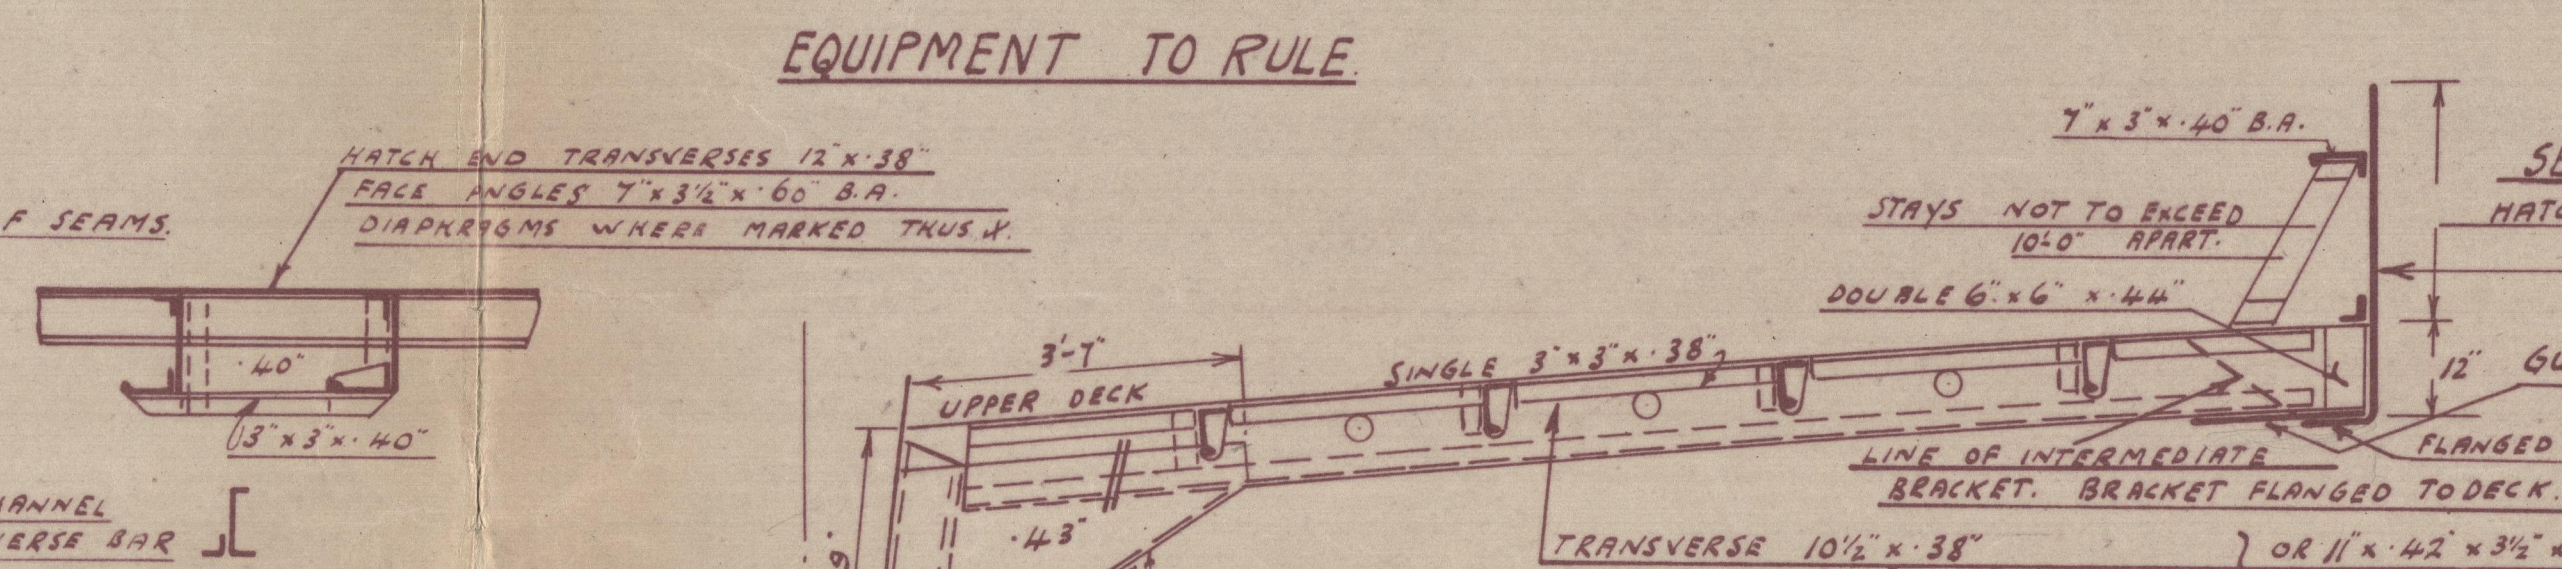 EQUIPMENT TO RULE.
HATCH END TRANSVERSES 12" x .38"
FACE ANGLES 7" x 3½" x .60" B.A.
DIAPHRAGMS WHERE MARKED THUS X.
F SEAMS.
.40"
3" x 3" x .40"
HANNEL
ERSE BAR
3'-7"
UPPER DECK
.43"
SINGLE 3" x 3" x .38"
7" x 3" x .40" B.A.
STAYS NOT TO EXCEED
10'-0" APART.
DOUBLE 6" x 6" x .44"
SE
HATC
12"
GU
FLANGED
LINE OF INTERMEDIATE
BRACKET. BRACKET FLANGED TO DECK.
TRANSVERSE 10½" x .38" } OR 11" x .42" x 3½" x